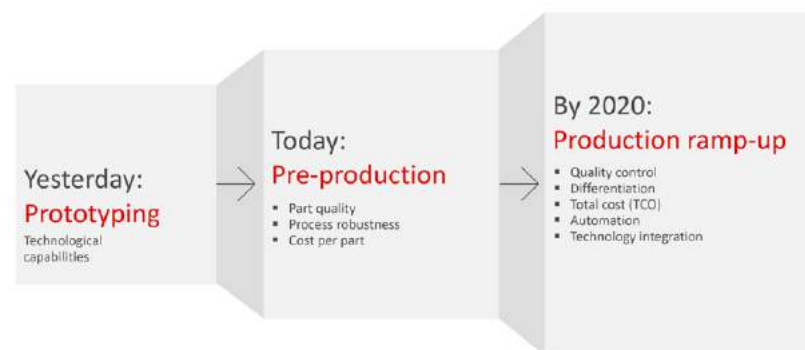 Yesterday:
Prototyping
Technological
capabilities
Today:
Pre-production
▪ Part quality
▪ Process robustness
▪ Cost per part
By 2020:
Production ramp-up
▪ Quality control
▪ Differentiation
▪ Total cost (TCO)
▪ Automation
▪ Technology integration